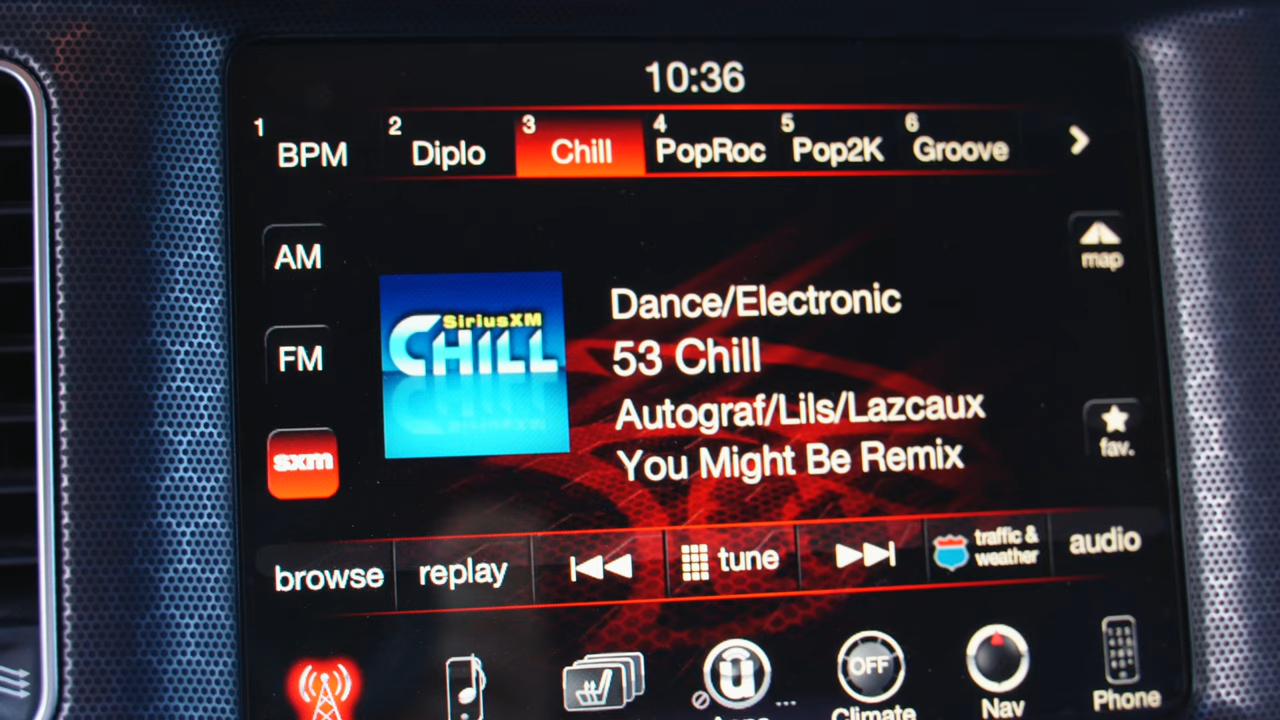 10:36
1 BPM
2 Diplo
3 Chill
4 PopRoc
5 Pop2K
6 Groove
AM
FM
sxm
SiriusXM
CHILL
Dance/Electronic
53 Chill
Autograf/Lils/Lazcaux
You Might Be Remix
map
fav.
browse
replay
tune
traffic &
weather
audio
OFF
Climate
Nav
Phone